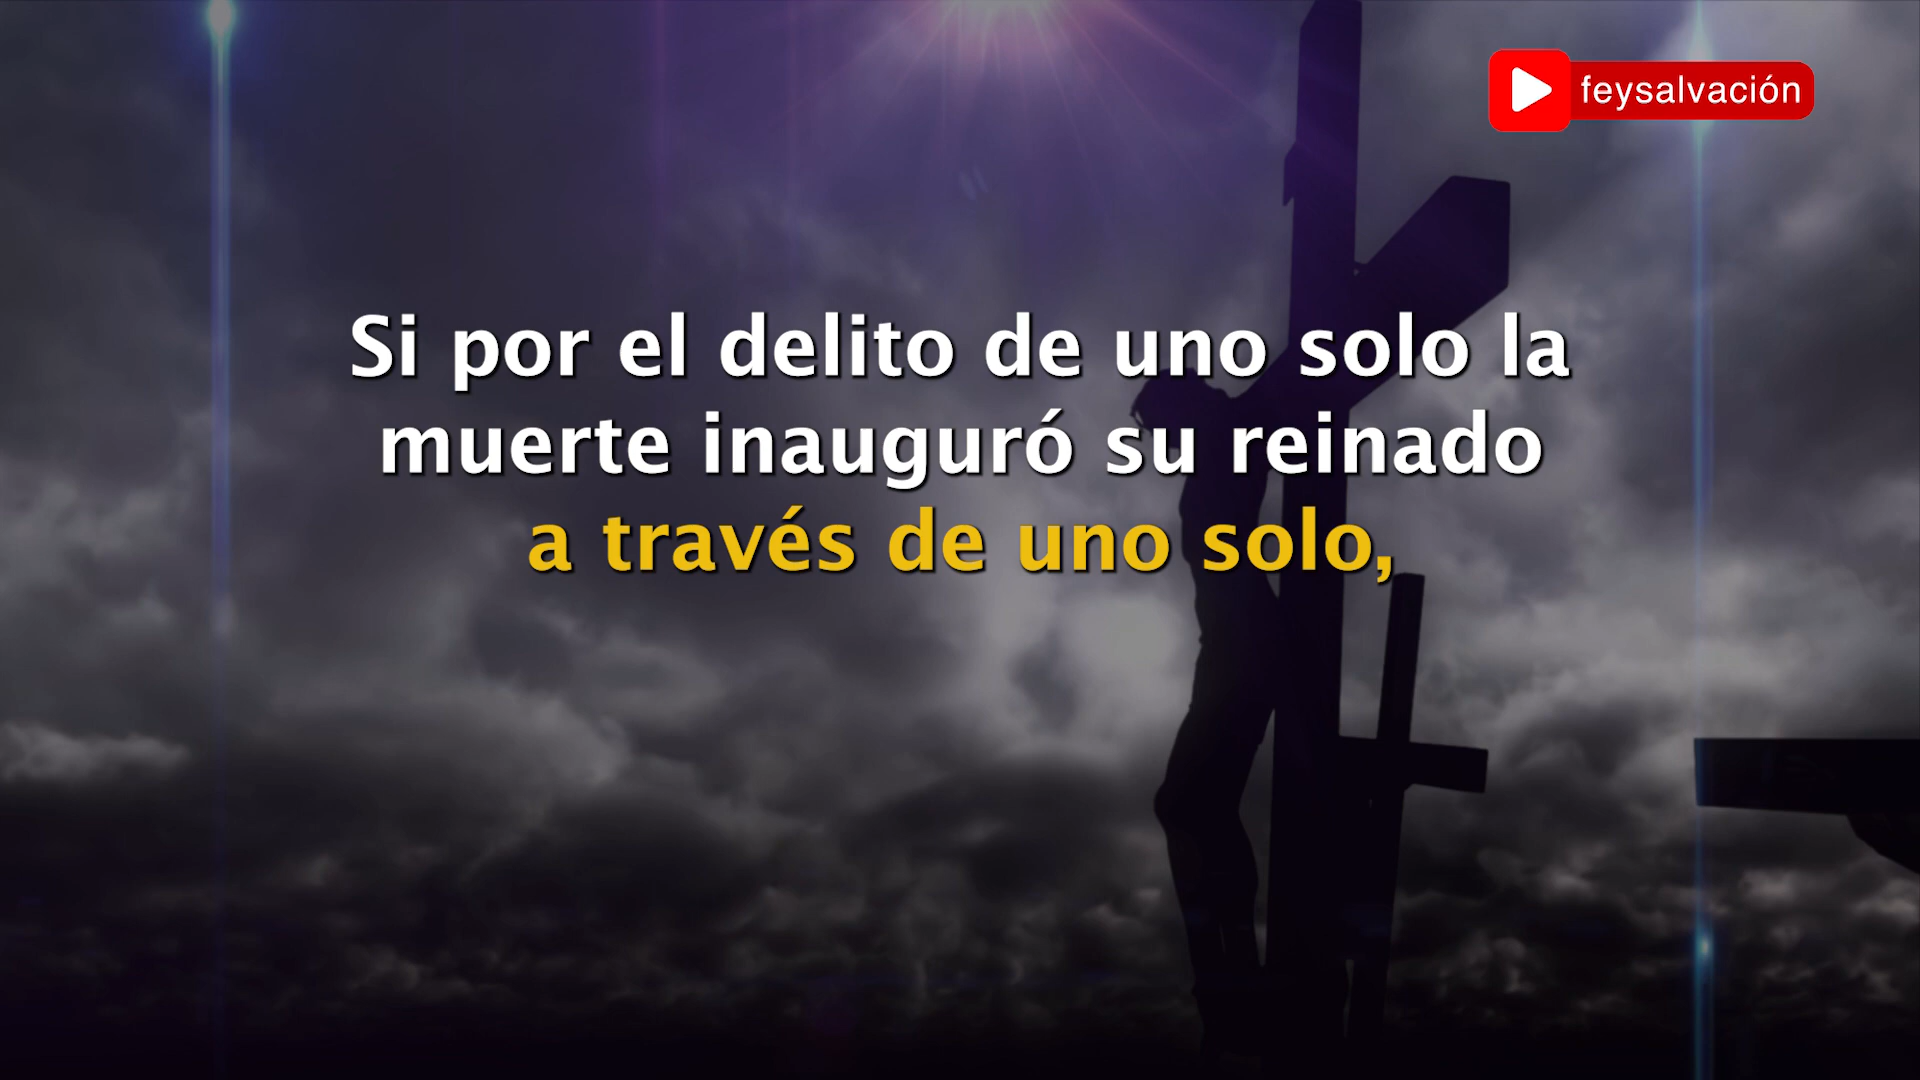 feysalvación
Si por el delito de uno solo la
muerte inauguró su reinado
a través de uno solo,